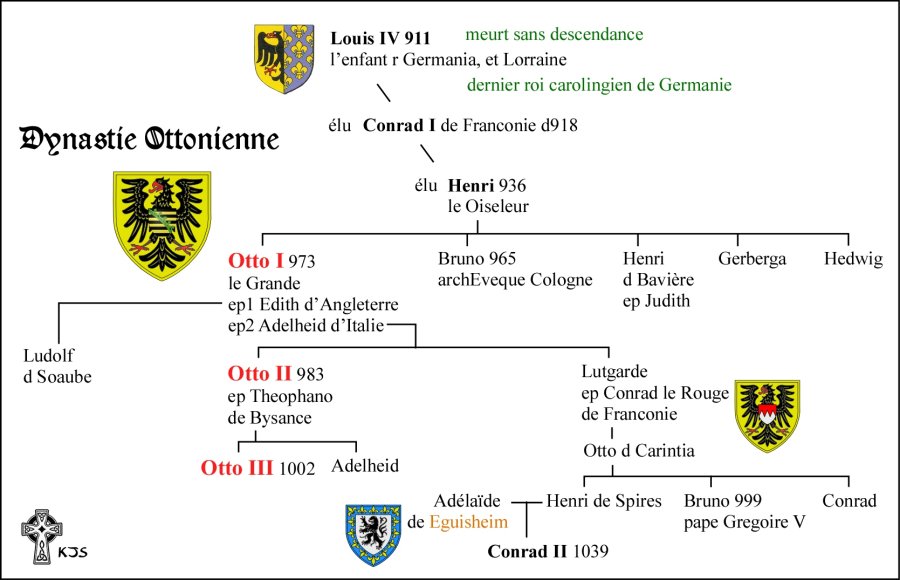 Louis IV 911 meurt sans descendance
l'enfant r Germania, et Lorraine
dernier roi carolingien de Germanie
élu Conrad I de Franconie d918
Dynastie Ottonienne
élu Henri 936
le Oiseleur
Otto I 973
le Grande
ep1 Edith d'Angleterre
ep2 Adelheid d'Italie
Bruno 965
archEveque Cologne
Henri
d Bavière
ep Judith
Gerberga
Hedwig
Ludolf
d Soaube
Otto II 983
ep Theophano
de Bysance
Lutgarde
ep Conrad le Rouge
de Franconie
Otto III 1002
Adelheid
Otto d Carintia
Adélaïde
de Eguisheim
Henri de Spires
Bruno 999
pape Gregoire V
Conrad
Conrad II 1039
KJS